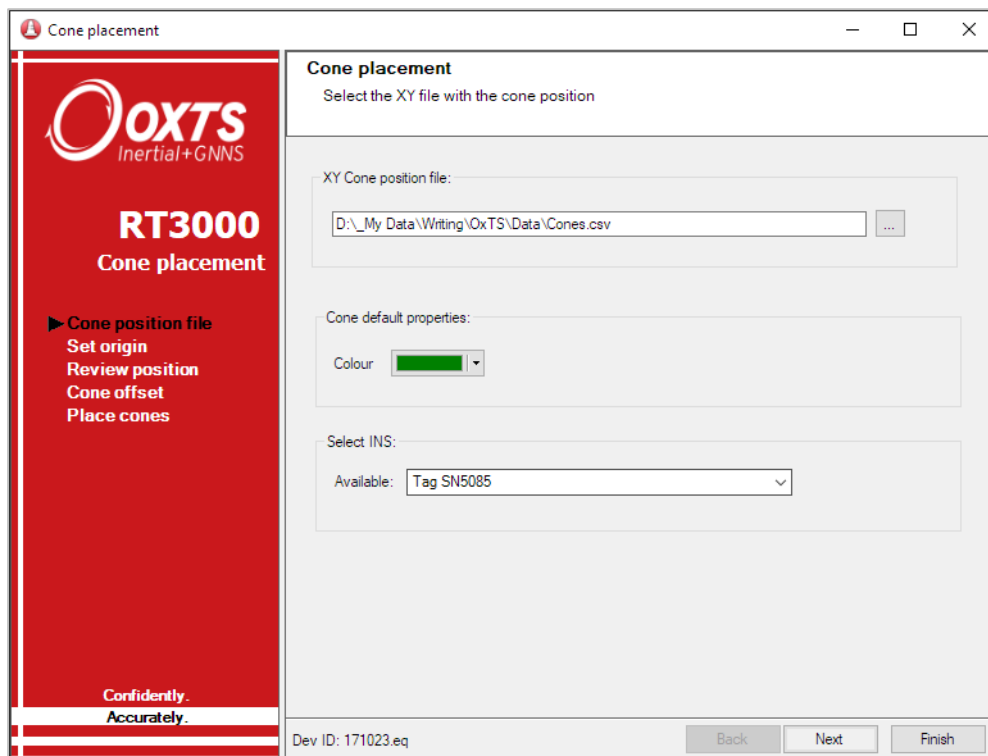 Cone placement
OXTS
Inertial+GNNS
RT3000
Cone placement
Cone position file
Set origin
Review position
Cone offset
Place cones
Confidently.
Accurately.
Cone placement
Select the XY file with the cone position
XY Cone position file:
D:\_My Data\Writing\OxTS\Data\Cones.csv
...
Cone default properties:
Colour
Select INS:
Available: Tag SN5085
Dev ID: 171023.eq
Back Next Finish